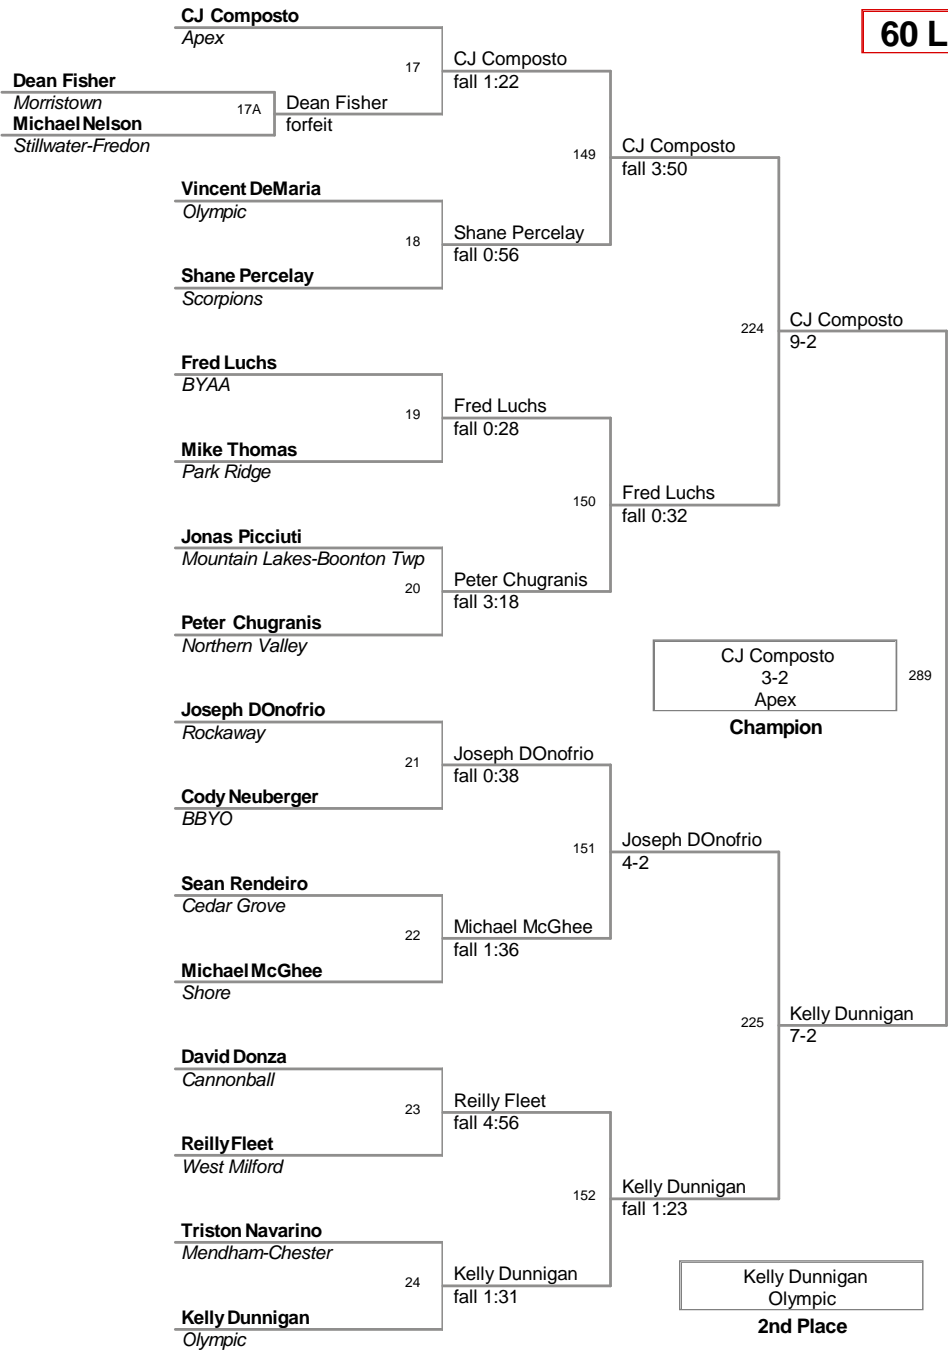 CJ Composto
Apex
60 L
17
CJ Composto
fall 1:22
Dean Fisher
Morristown
17A
Dean Fisher
forfeit
Michael Nelson
Stillwater-Fredon
149
CJ Composto
fall 3:50
Vincent DeMaria
Olympic
18
Shane Percelay
fall 0:56
Shane Percelay
Scorpions
224
CJ Composto
9-2
Fred Luchs
BYAA
19
Fred Luchs
fall 0:28
Mike Thomas
Park Ridge
150
Fred Luchs
fall 0:32
Jonas Picciuti
Mountain Lakes-Boonton Twp
20
Peter Chugranis
fall 3:18
Peter Chugranis
Northern Valley
CJ Composto
3-2
Apex
289
Champion
Joseph DOnofrio
Rockaway
21
Joseph DOnofrio
fall 0:38
Cody Neuberger
BBYO
151
Joseph DOnofrio
4-2
Sean Rendeiro
Cedar Grove
22
Michael McGhee
fall 1:36
Michael McGhee
Shore
225
Kelly Dunnigan
7-2
David Donza
Cannonball
23
Reilly Fleet
fall 4:56
Reilly Fleet
West Milford
152
Kelly Dunnigan
fall 1:23
Triston Navarino
Mendham-Chester
24
Kelly Dunnigan
fall 1:31
Kelly Dunnigan
Olympic
Kelly Dunnigan
Olympic
2nd Place